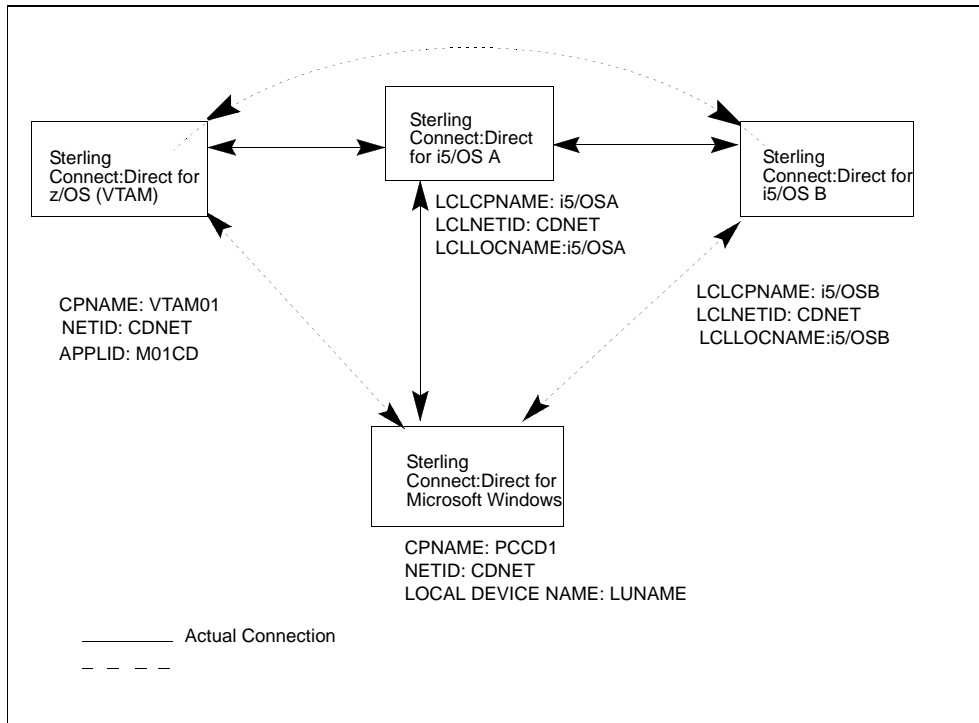 Sterling
Connect:Direct for
z/OS (VTAM)
Sterling
Connect:Direct
for i5/OS A
Sterling
Connect:Direct for
i5/OS B
LCLCPNAME: i5/OSA
LCLNETID: CDNET
LCLLOCNAME:i5/OSA
CPNAME: VTAM01
NETID: CDNET
APPLID: M01CD
LCLCPNAME: i5/OSB
LCLNETID: CDNET
LCLLOCNAME:i5/OSB
Sterling
Connect:Direct for
Microsoft Windows
CPNAME: PCCD1
NETID: CDNET
LOCAL DEVICE NAME: LUNAME
Actual Connection